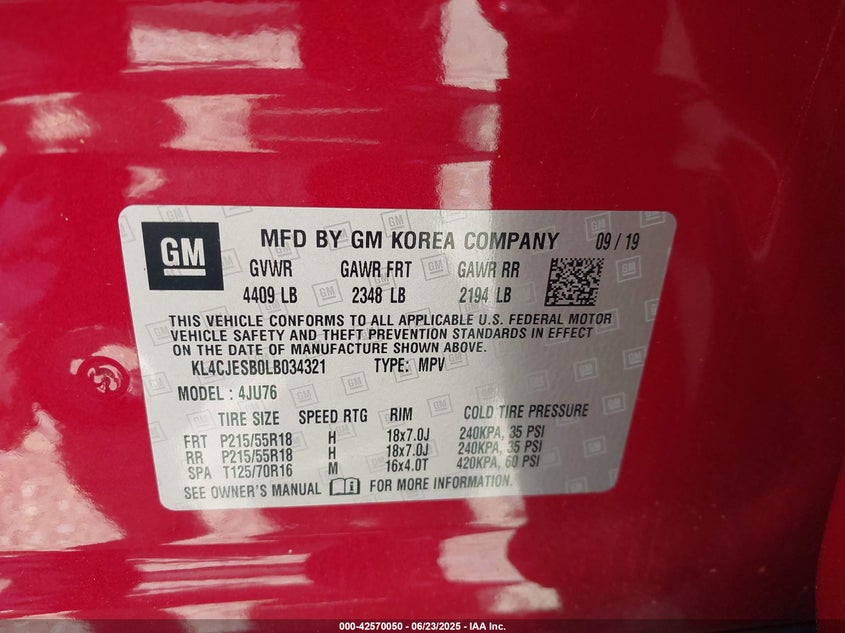 GM MFD BY GM KOREA COMPANY 09/19
GVWR GAWR FRT GAWR RR
4409 LB 2348 LB 2194 LB
THIS VEHICLE CONFORMS TO ALL APPLICABLE U.S. FEDERAL MOTOR
VEHICLE SAFETY AND THEFT PREVENTION STANDARDS IN EFFECT
ON THE DATE OF MANUFACTURE SHOWN ABOVE.
KL4CJESB0LB034321 TYPE: MPV
MODEL : 4JU76
TIRE SIZE SPEED RTG RIM COLD TIRE PRESSURE
FRT P215/55R18 H 18x7.0J 240KPA, 35 PSI
RR P215/55R18 H 18x7.0J 240KPA, 35 PSI
SPA T125/70R16 M 16x4.0T 420KPA, 60 PSI
SEE OWNER'S MANUAL FOR MORE INFORMATION.
000-42570050 - 06/23/2025 - IAA Inc.